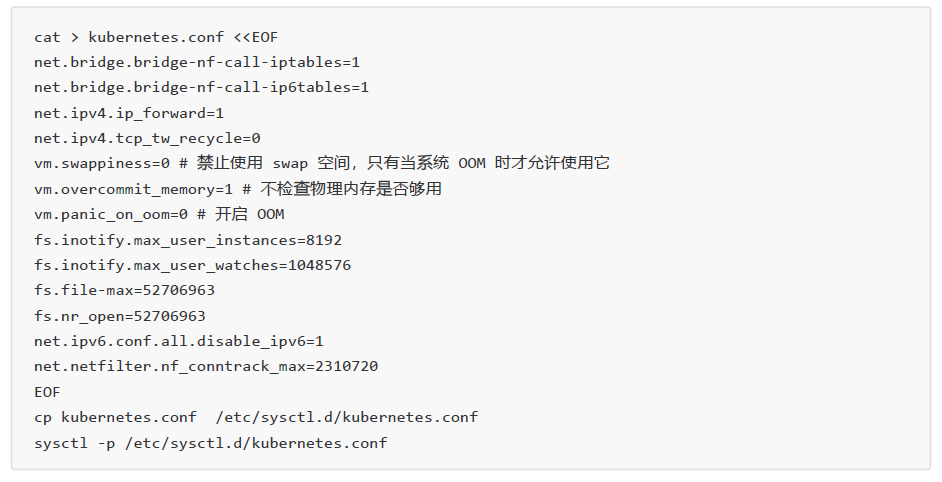 cat > kubernetes.conf <<EOF
net.bridge.bridge-nf-call-iptables=1
net.bridge.bridge-nf-call-ip6tables=1
net.ipv4.ip_forward=1
net.ipv4.tcp_tw_recycle=0
vm.swappiness=0 # 禁止使用 swap 空间，只有当系统 OOM 时才允许使用它
vm.overcommit_memory=1 # 不检查物理内存是否够用
vm.panic_on_oom=0 # 开启 OOM
fs.inotify.max_user_instances=8192
fs.inotify.max_user_watches=1048576
fs.file-max=52706963
fs.nr_open=52706963
net.ipv6.conf.all.disable_ipv6=1
net.netfilter.nf_conntrack_max=2310720
EOF
cp kubernetes.conf  /etc/sysctl.d/kubernetes.conf
sysctl -p /etc/sysctl.d/kubernetes.conf